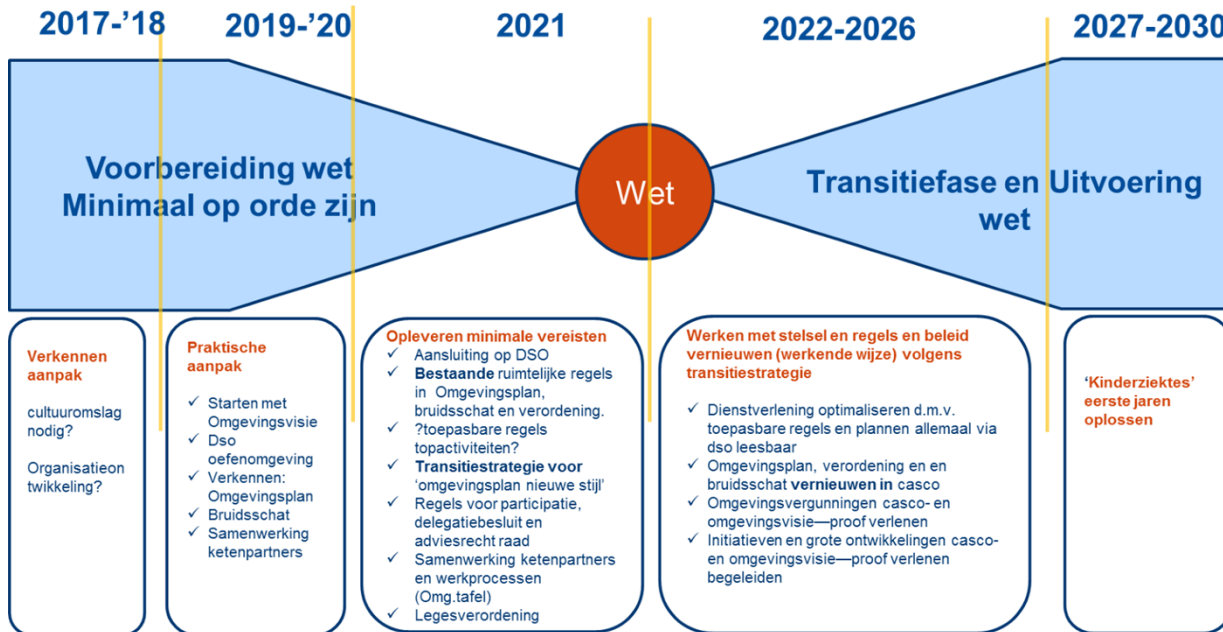 2017-’18
2019-’20
2021
2022-2026
2027-2030
Voorbereiding wet
Minimaal op orde zijn
Wet
Transitiefase en Uitvoering
wet
Verkennen
aanpak
cultuuromslag
nodig?
Organisatieon
twikkeling?
Praktische
aanpak
✓ Starten met
Omgevingsvisie
✓ Dso
oefenomgeving
✓ Verkennen:
Omgevingsplan
✓ Bruidsschat
✓ Samenwerking
ketenpartners
Opleveren minimale vereisten
✓ Aansluiting op DSO
✓ Bestaande ruimtelijke regels
in Omgevingsplan,
bruidsschat en verordening.
✓ ?toepasbare regels
topactiviteiten?
✓ Transitiestrategie voor
‘omgevingsplan nieuwe stijl’
✓ Regels voor participatie,
delegatiebesluit en
adviesrecht raad
✓ Samenwerking ketenpartners
en werkprocessen
(Omg.tafel)
✓ Legesverordening
Werken met stelsel en regels en beleid
vernieuwen (werkende wijze) volgens
transitiestrategie
✓ Dienstverlening optimaliseren d.m.v.
toepasbare regels en plannen allemaal via
dso leesbaar
✓ Omgevingsplan, verordening en en
bruidsschat vernieuwen in casco
✓ Omgevingsvergunningen casco- en
omgevingsvisie—proof verlenen
✓ Initiatieven en grote ontwikkelingen casco-
en omgevingsvisie—proof verlenen
begeleiden
‘Kinderziektes’
eerste jaren
oplossen